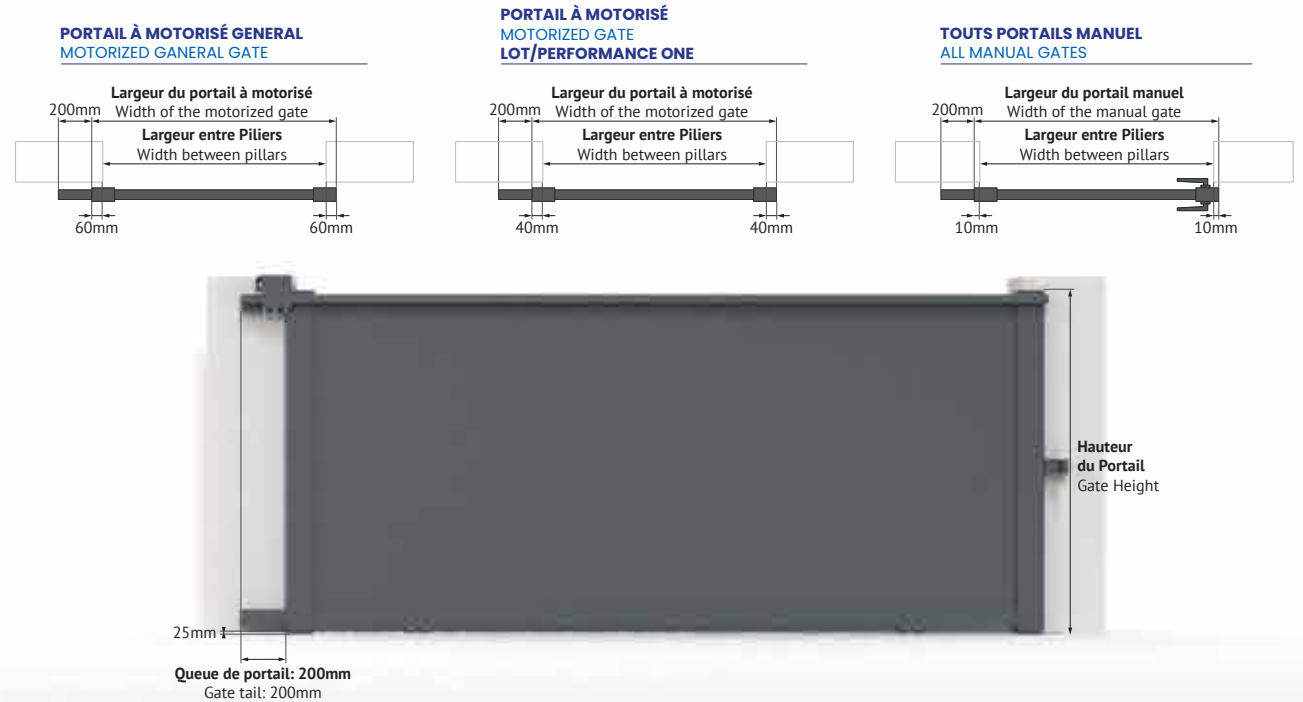 PORTAIL À MOTORISÉ GENERAL
MOTORIZED GANERAL GATE
Largeur du portail à motorisé
200mm Width of the motorized gate
Largeur entre Piliers
Width between pillars
60mm 60mm
PORTAIL À MOTORISÉ
MOTORIZED GATE
LOT/PERFORMANCE ONE
Largeur du portail à motorisé
200mm Width of the motorized gate
Largeur entre Piliers
Width between pillars
40mm 40mm
TOUTS PORTAILS MANUEL
ALL MANUAL GATES
Largeur du portail manuel
200mm Width of the manual gate
Largeur entre Piliers
Width between pillars
10mm 10mm
Hauteur
du Portail
Gate Height
25mm
Queue de portail: 200mm
Gate tail: 200mm